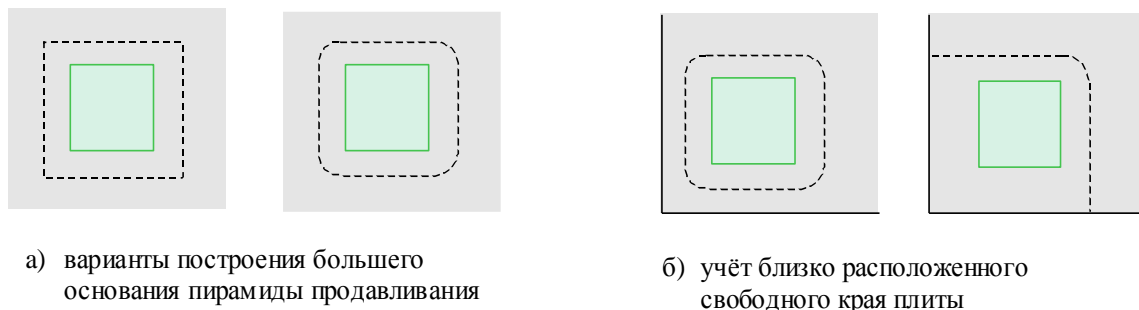 а) варианты построения большего
основания пирамиды продавливания
б) учёт близко расположенного
свободного края плиты